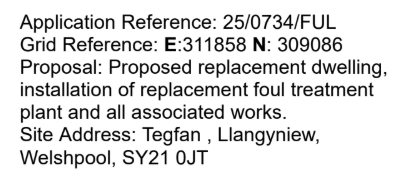 Application Reference: 25/0734/FUL
Grid Reference: E:311858 N: 309086
Proposal: Proposed replacement dwelling,
installation of replacement foul treatment
plant and all associated works.
Site Address: Tegfan , Llangyniew,
Welshpool, SY21 0JT